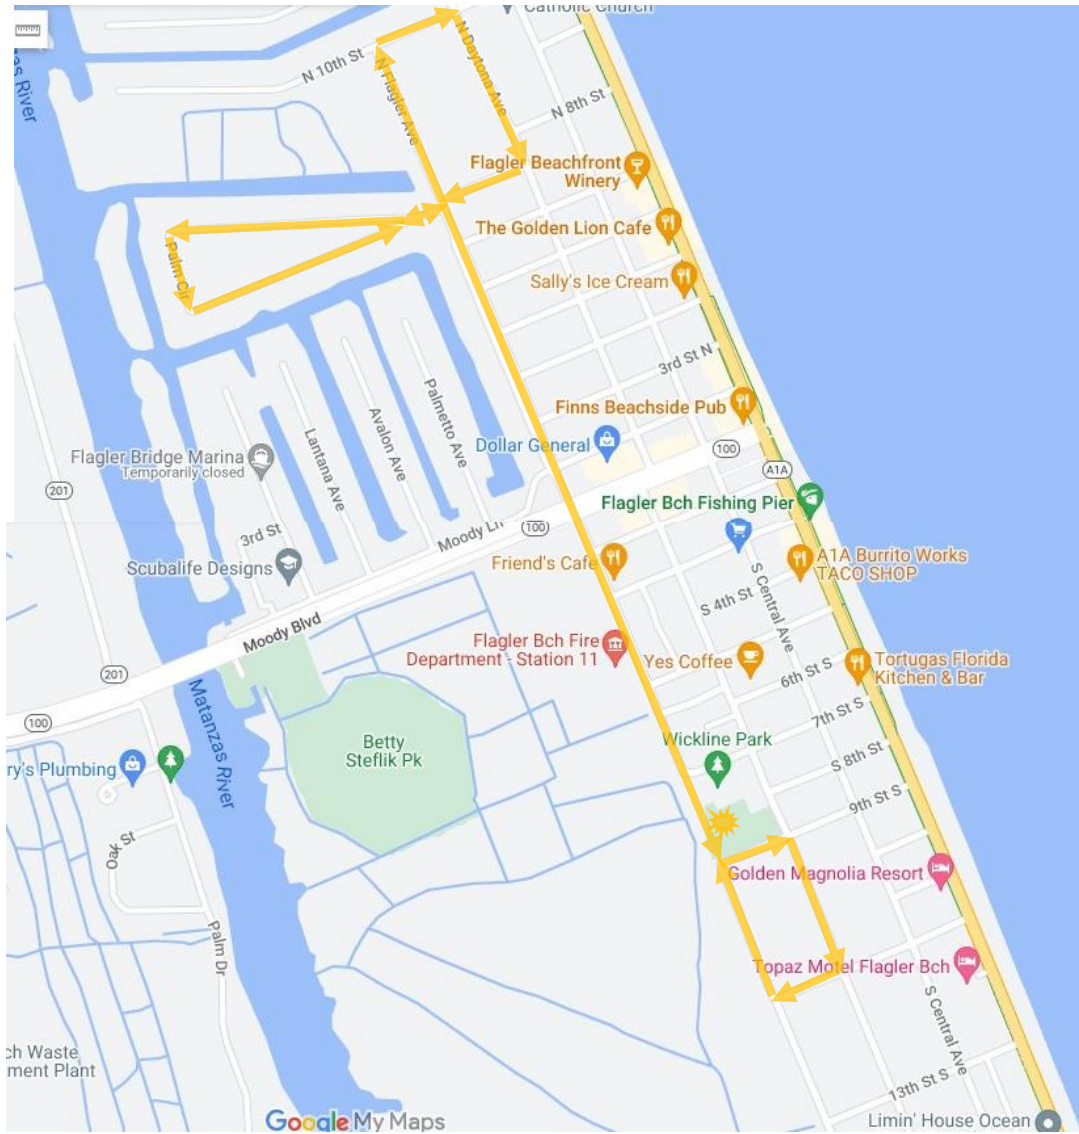 Catholic Church
N 10th St
N Daytona Ave
N Flagler Ave
N 8th St
Flagler Beachfront
Winery
The Golden Lion Cafe
Sally's Ice Cream
Palm Cir
3rd St N
Finns Beachside Pub
Palmetto Ave
Avalon Ave
Lantana Ave
Dollar General
100
A1A
Flagler Bridge Marina
Temporarily closed
201
Flagler Bch Fishing Pier
3rd St
Moody Ln
100
Scubalife Designs
Friend's Cafe
A1A Burrito Works
TACO SHOP
S Central Ave
S 4th St
Moody Blvd
Flagler Bch Fire
Department - Station 11
Yes Coffee
6th St S
Tortugas Florida
Kitchen & Bar
201
100
Matanzas River
7th St S
Wickline Park
Betty
Steflik Pk
S 8th St
ry's Plumbing
9th St S
Oak St
Golden Magnolia Resort
Palm Dr
Topaz Motel Flagler Bch
S Central Ave
ch Waste
ment Plant
13th St S
Google My Maps
Limin' House Ocean